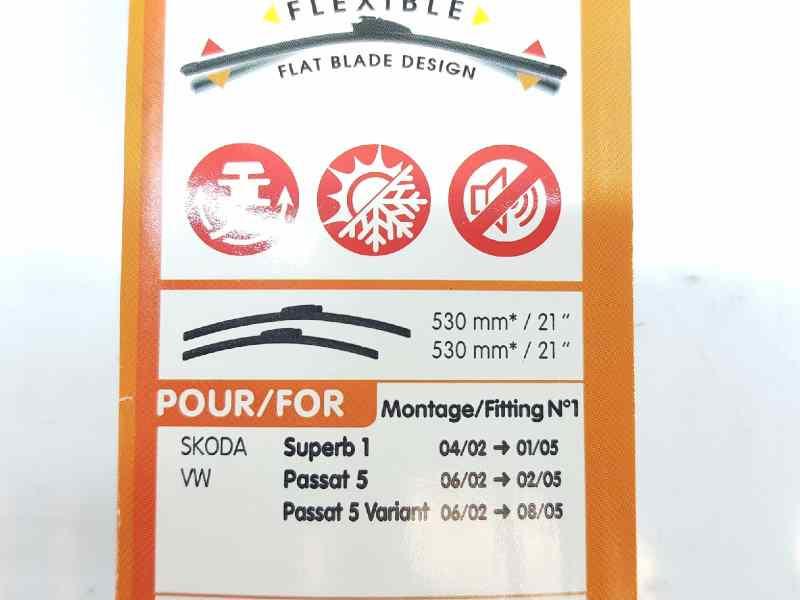 FLEXIBLE
FLAT BLADE DESIGN
530 mm* / 21"
530 mm* / 21"
POUR/FOR Montage/Fitting N°1
SKODA Superb 1 04/02 → 01/05
VW Passat 5 06/02 → 02/05
Passat 5 Variant 06/02 → 08/05